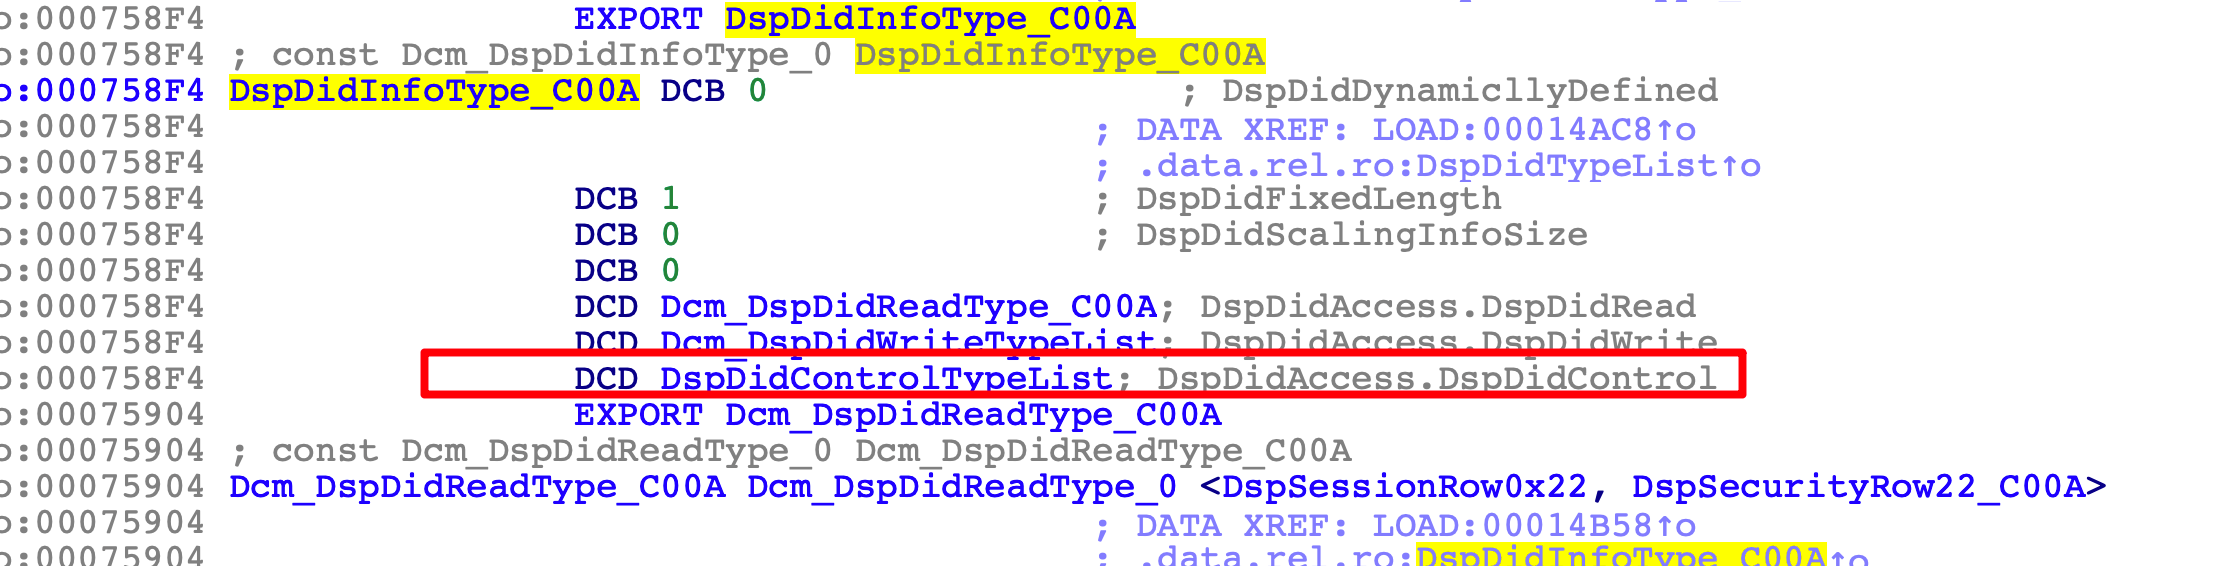 o:000758F4 EXPORT DspDidInfoType_C00A
o:000758F4 ; const Dcm_DspDidInfoType_0 DspDidInfoType_C00A
o:000758F4 DspDidInfoType_C00A DCB 0 ; DspDidDynamicllyDefined
o:000758F4 ; DATA XREF: LOAD:00014AC8↑o
o:000758F4 ; .data.rel.ro:DspDidTypeList↑o
o:000758F4 DCB 1 ; DspDidFixedLength
o:000758F4 DCB 0 ; DspDidScalingInfoSize
o:000758F4 DCB 0
o:000758F4 DCD Dcm_DspDidReadType_C00A; DspDidAccess.DspDidRead
o:000758F4 DCD Dcm_DspDidWriteTypeList; DspDidAccess.DspDidWrite
o:000758F4 DCD DspDidControlTypeList; DspDidAccess.DspDidControl
o:00075904 EXPORT Dcm_DspDidReadType_C00A
o:00075904 ; const Dcm_DspDidReadType_0 Dcm_DspDidReadType_C00A
o:00075904 Dcm_DspDidReadType_C00A Dcm_DspDidReadType_0 <DspSessionRow0x22, DspSecurityRow22_C00A>
o:00075904 ; DATA XREF: LOAD:00014B58↑o
o:00075904 ; .data.rel.ro:DspDidInfoType_C00A↑o